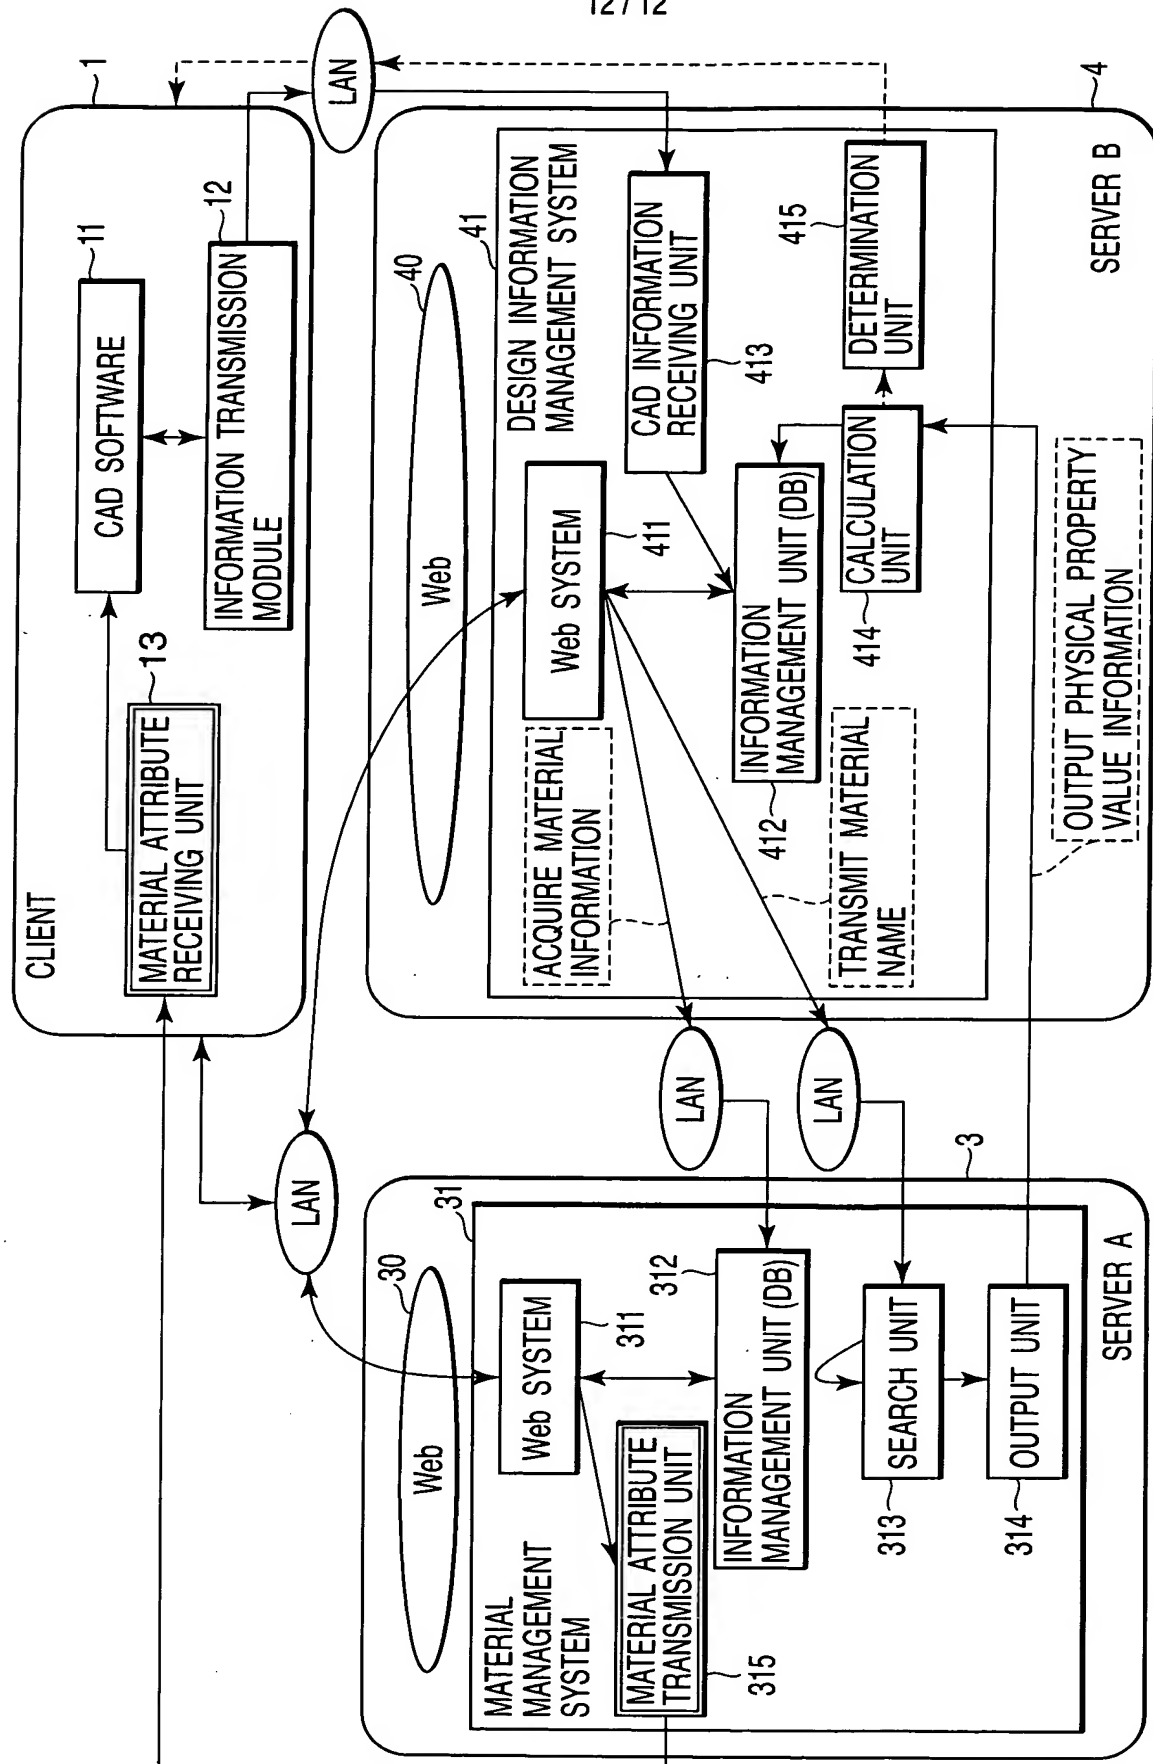 12/12
CLIENT
1
MATERIAL ATTRIBUTE
RECEIVING UNIT
13
CAD SOFTWARE
11
INFORMATION TRANSMISSION
MODULE
12
LAN
LAN
Web
30
MATERIAL
MANAGEMENT
SYSTEM
31
Web SYSTEM
311
MATERIAL ATTRIBUTE
TRANSMISSION UNIT
315
INFORMATION
MANAGEMENT UNIT (DB)
312
SEARCH UNIT
313
OUTPUT UNIT
314
SERVER A
3
LAN
LAN
Web
40
41
DESIGN INFORMATION
MANAGEMENT SYSTEM
Web SYSTEM
411
ACQUIRE MATERIAL
INFORMATION
CAD INFORMATION
RECEIVING UNIT
413
INFORMATION
MANAGEMENT UNIT (DB)
412
TRANSMIT MATERIAL
NAME
CALCULATION
UNIT
414
DETERMINATION
UNIT
415
OUTPUT PHYSICAL PROPERTY
VALUE INFORMATION
SERVER B
4